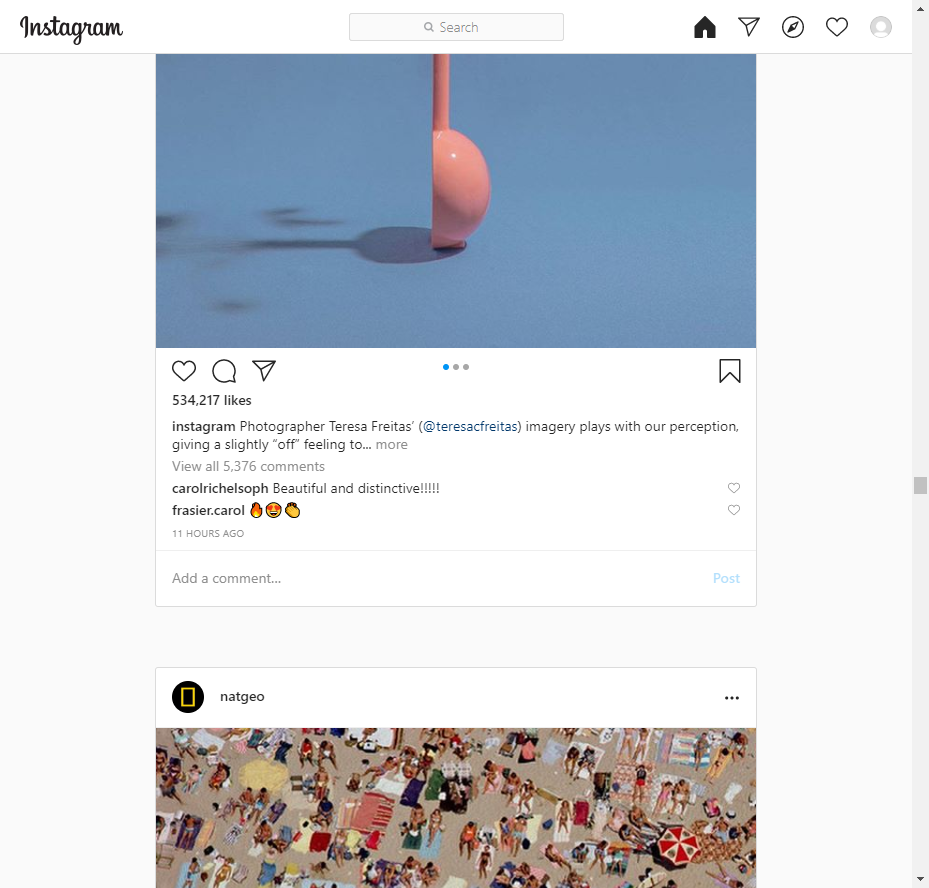 Instagram
Search
534,217 likes
instagram Photographer Teresa Freitas’ (@teresacfreitas) imagery plays with our perception,
giving a slightly “off” feeling to... more
View all 5,376 comments
carolrichelsoph Beautiful and distinctive!!!!!
frasier.carol 🔥🤩👏
11 HOURS AGO
Add a comment... Post
natgeo